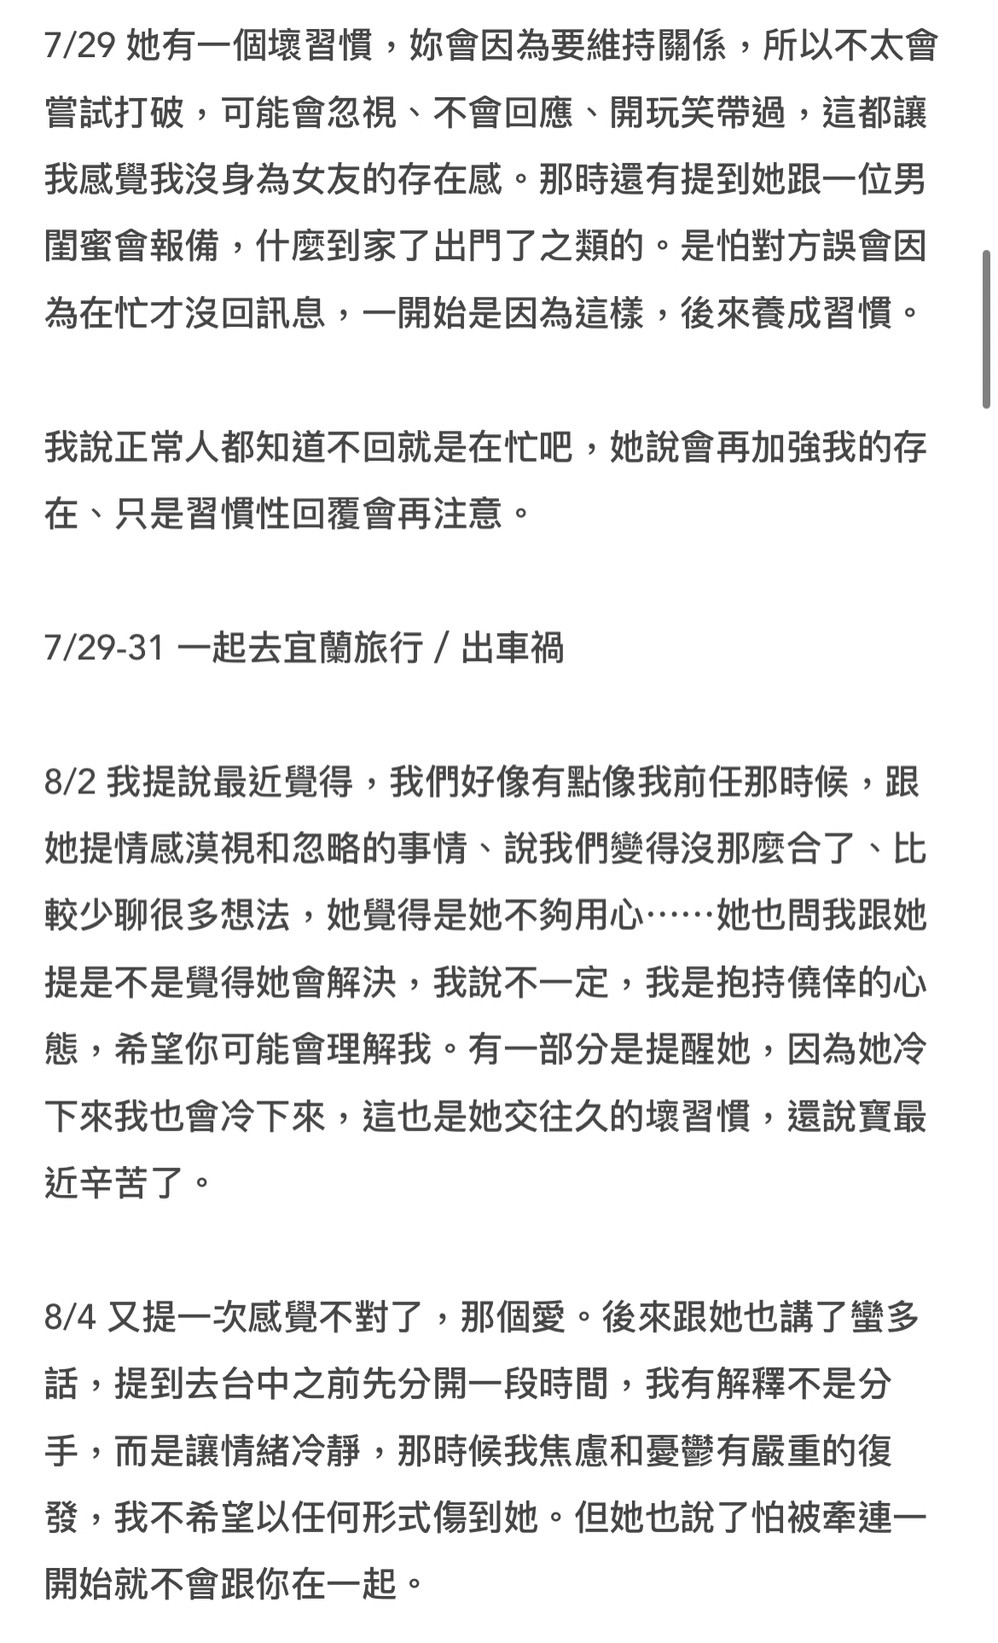 7/29 她有一個壞習慣，妳會因為要維持關係，所以不太會
嘗試打破，可能會忽視、不會回應、開玩笑帶過，這都讓
我感覺我沒身為女友的存在感。那時還有提到她跟一位男
閨蜜會報備，什麼到家了出門了之類的。是怕對方誤會因
為在忙才沒回訊息，一開始是因為這樣，後來養成習慣。
我說正常人都知道不回就是在忙吧，她說會再加強我的存
在、只是習慣性回覆會再注意。
7/29-31 一起去宜蘭旅行 / 出車禍
8/2 我提說最近覺得，我們好像有點像我前任那時候，跟
她提情感漠視和忽略的事情、說我們變得沒那麼合了、比
較少聊很多想法，她覺得是她不夠用心⋯⋯她也問我跟她
提是不是覺得她會解決，我說不一定，我是抱持僥倖的心
態，希望你可能會理解我。有一部分是提醒她，因為她冷
下來我也會冷下來，這也是她交往久的壞習慣，還說寶最
近辛苦了。
8/4 又提一次感覺不對了，那個愛。後來跟她也講了蠻多
話，提到去台中之前先分開一段時間，我有解釋不是分
手，而是讓情緒冷靜，那時候我焦慮和憂鬱有嚴重的復
發，我不希望以任何形式傷到她。但她也說了怕被牽連一
開始就不會跟你在一起。